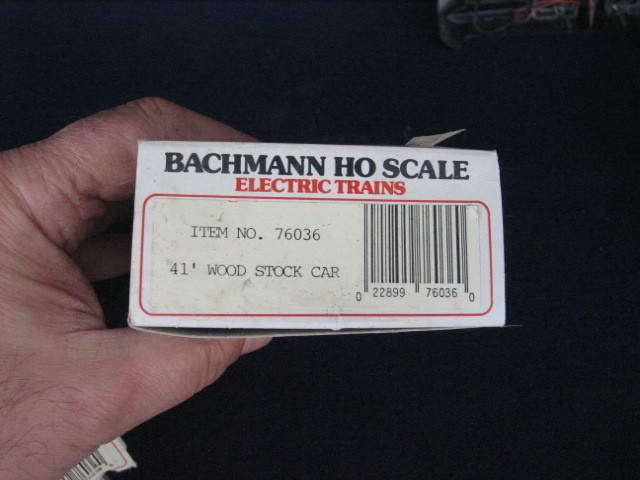 BACHMANN HO SCALE
ELECTRIC TRAINS
ITEM NO. 76036
41' WOOD STOCK CAR
0 22899 76036 0